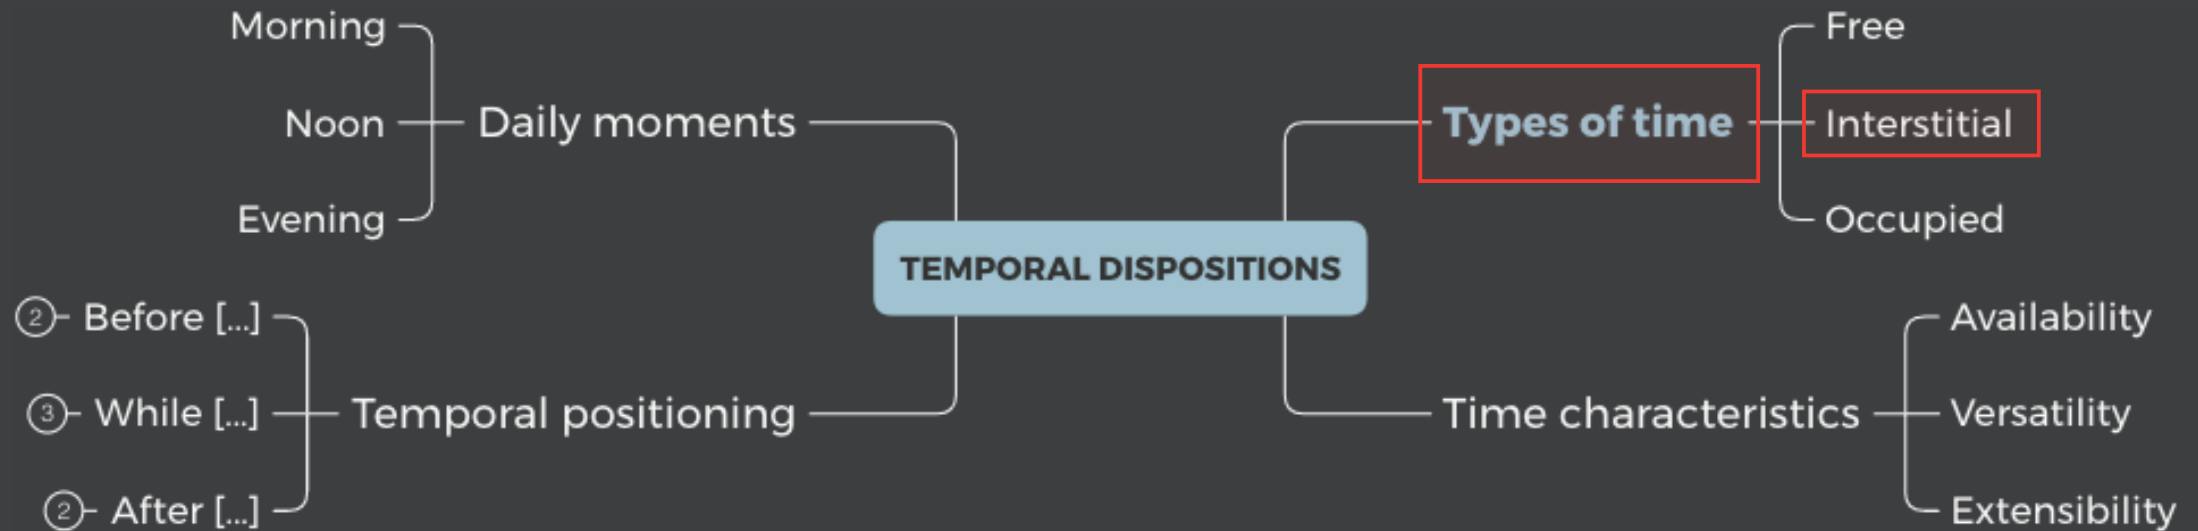 Morning
Noon
Evening
Daily moments
2 Before [...]
3 While [...]
2 After [...]
Temporal positioning
TEMPORAL DISPOSITIONS
Types of time
Free
Interstitial
Occupied
Time characteristics
Availability
Versatility
Extensibility